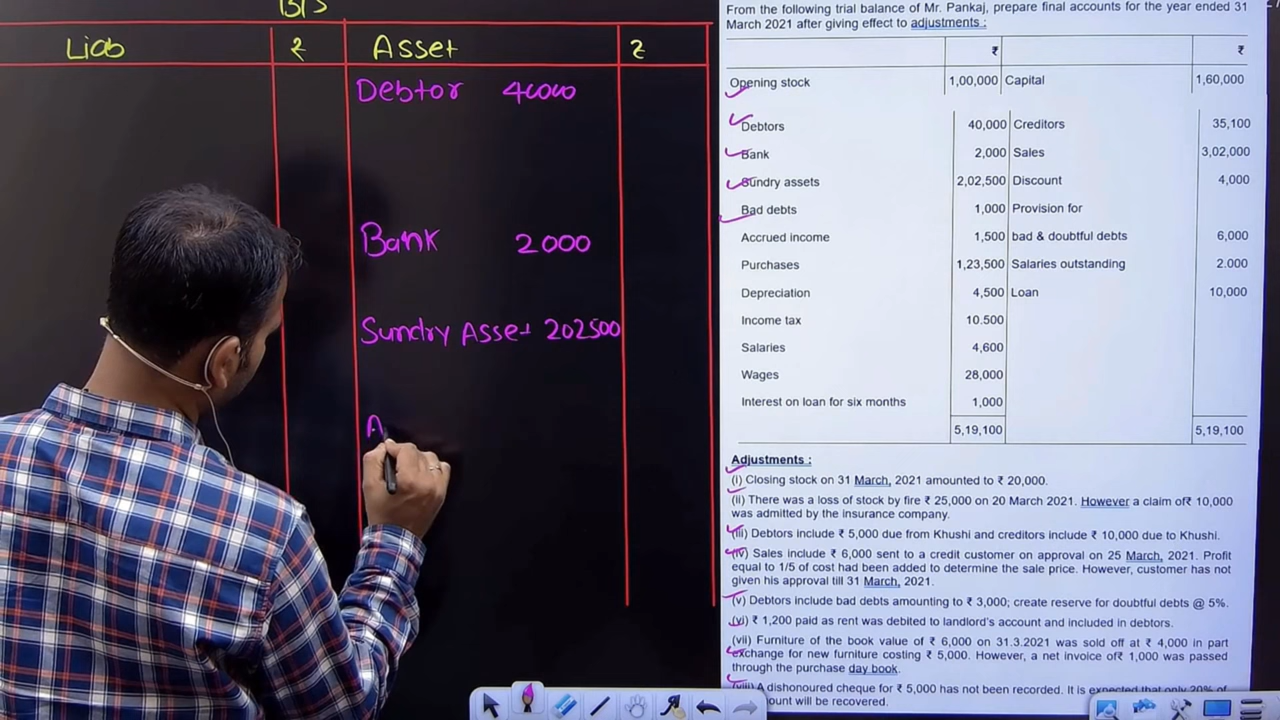 B/S
Liab ₹ Asset ₹
Debtor 40000
Bank 2000
Sundry Asset 202500
A
From the following trial balance of Mr. Pankaj, prepare final accounts for the year ended 31
March 2021 after giving effect to adjustments :
₹ ₹
Opening stock 1,00,000 Capital 1,60,000
Debtors 40,000 Creditors 35,100
Bank 2,000 Sales 3,02,000
Sundry assets 2,02,500 Discount 4,000
Bad debts 1,000 Provision for
Accrued income 1,500 bad & doubtful debts 6,000
Purchases 1,23,500 Salaries outstanding 2.000
Depreciation 4,500 Loan 10,000
Income tax 10.500
Salaries 4,600
Wages 28,000
Interest on loan for six months 1,000
5,19,100 5,19,100
Adjustments :
(i) Closing stock on 31 March, 2021 amounted to ₹ 20,000.
(ii) There was a loss of stock by fire ₹ 25,000 on 20 March 2021. However a claim of₹ 10,000
was admitted by the insurance company.
(iii) Debtors include ₹ 5,000 due from Khushi and creditors include ₹ 10,000 due to Khushi.
(iv) Sales include ₹ 6,000 sent to a credit customer on approval on 25 March, 2021. Profit
equal to 1/5 of cost had been added to determine the sale price. However, customer has not
given his approval till 31 March, 2021.
(v) Debtors include bad debts amounting to ₹ 3,000; create reserve for doubtful debts @ 5%.
(vi) ₹ 1,200 paid as rent was debited to landlord's account and included in debtors.
(vii) Furniture of the book value of ₹ 6,000 on 31.3.2021 was sold off at ₹ 4,000 in part
exchange for new furniture costing ₹ 5,000. However, a net invoice of₹ 1,000 was passed
through the purchase day book.
(viii) A dishonoured cheque for ₹ 5,000 has not been recorded. It is expected that only 20% of
amount will be recovered.